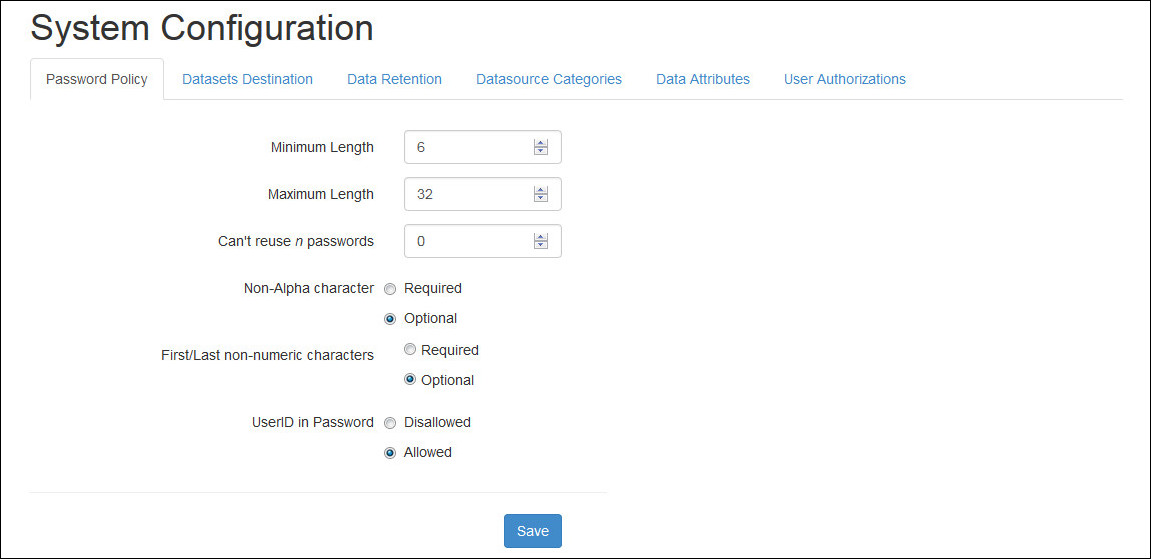 System Configuration
Password Policy Datasets Destination Data Retention Datasource Categories Data Attributes User Authorizations
Minimum Length 6
Maximum Length 32
Can't reuse n passwords 0
Non-Alpha character Required
Optional
First/Last non-numeric characters Required
Optional
UserID in Password Disallowed
Allowed
Save